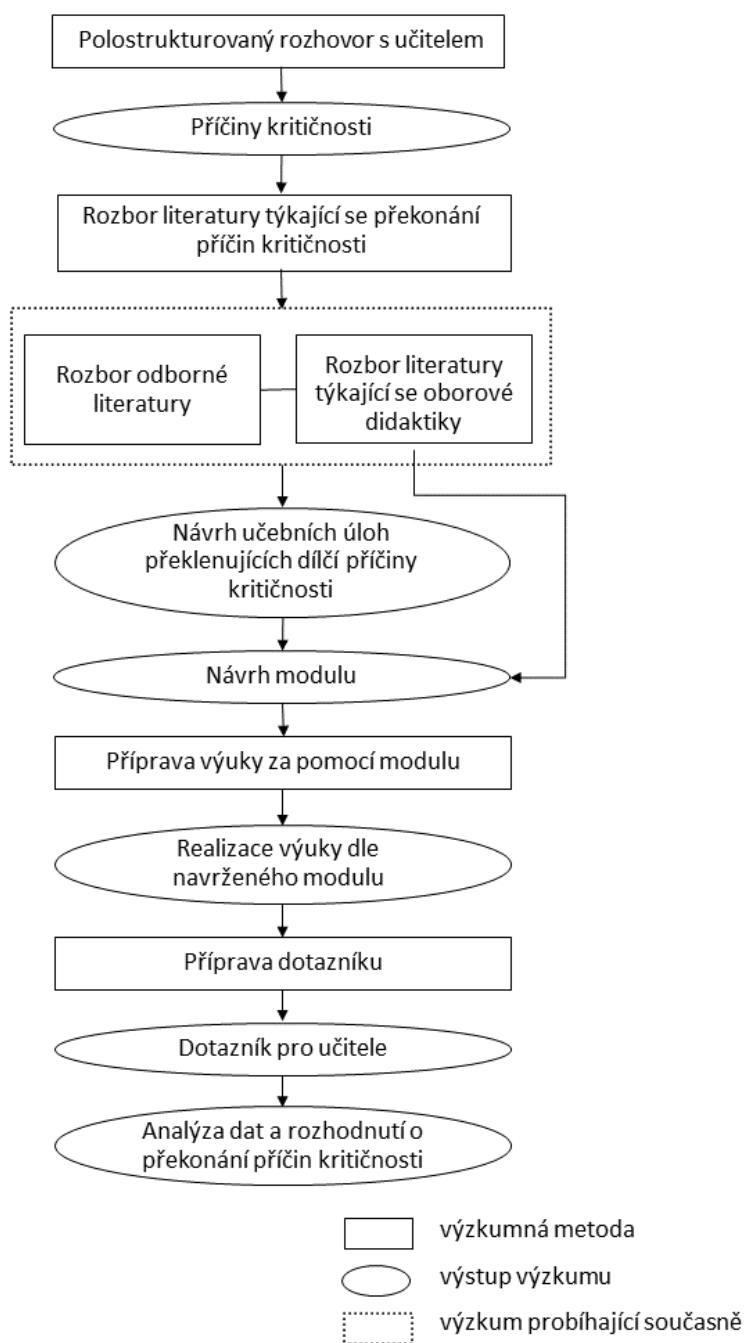 Polostrukturovaný rozhovor s učitelem
Příčiny kritičnosti
Rozbor literatury týkající se překonání
příčin kritičnosti
Rozbor odborné
literatury
Rozbor literatury
týkající se oborové
didaktiky
Návrh učebních úloh
překlenujících dílčí příčiny
kritičnosti
Návrh modulu
Příprava výuky za pomocí modulu
Realizace výuky dle
navrženého modulu
Příprava dotazníku
Dotazník pro učitele
Analýza dat a rozhodnutí o
překonání příčin kritičnosti
výzkumná metoda
výstup výzkumu
výzkum probíhající současně